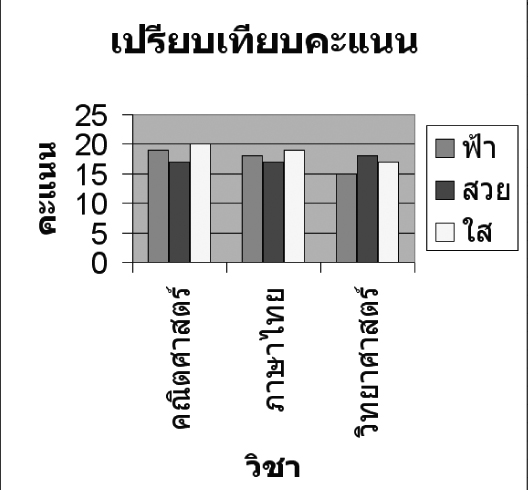 เปรียบเทียบคะแนน
25
20
15
10
5
0
คะแนน
ฟ้า
สวย
ใส
คณิตศาสตร์
ภาษาไทย
วิทยาศาสตร์
วิชา